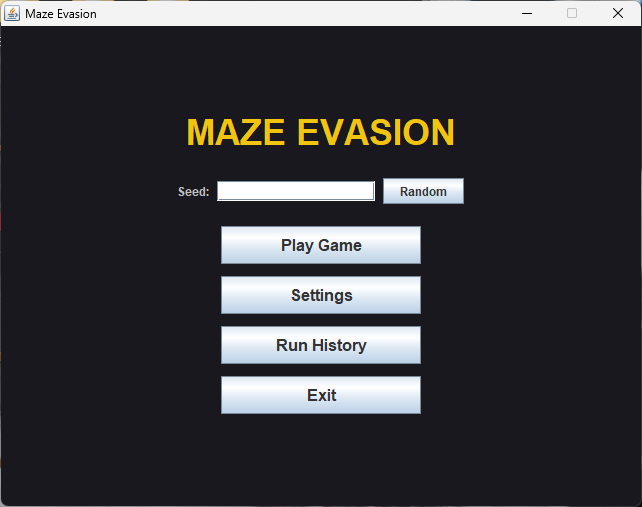 Maze Evasion
MAZE EVASION
Seed: Random
Play Game
Settings
Run History
Exit